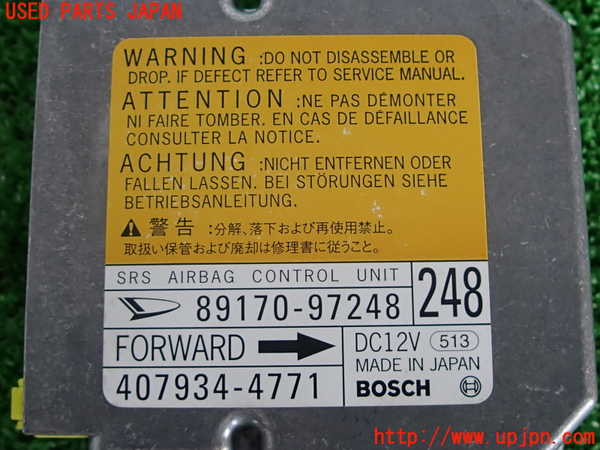 USED PARTS JAPAN
WARNING :DO NOT DISASSEMBLE OR
DROP. IF DEFECT REFER TO SERVICE MANUAL.
ATTENTION :NE PAS DÉMONTER
NI FAIRE TOMBER. EN CAS DE DÉFAILLANCE
CONSULTER LA NOTICE.
ACHTUNG :NICHT ENTFERNEN ODER
FALLEN LASSEN. BEI STÖRUNGEN SIEHE
BETRIEBSANLEITUNG.
警告 :分解、落下および再使用禁止。
取扱い保管および廃却は修理書に従うこと。
SRS AIRBAG CONTROL UNIT
89170-97248 248
FORWARD DC12V 513
MADE IN JAPAN
407934-4771 BOSCH
http://www.upjpn.com/